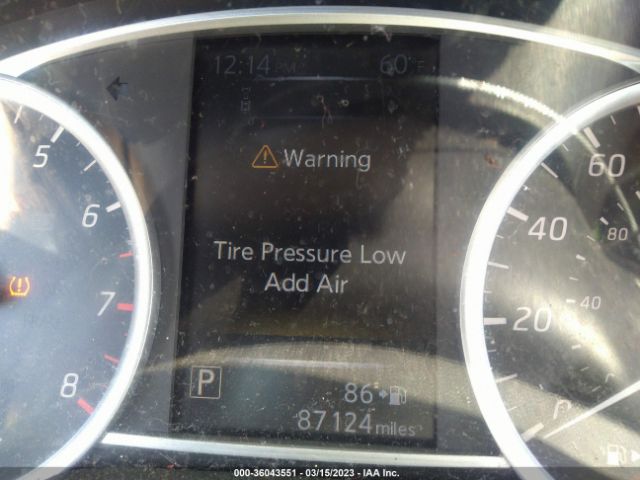 12:14 PM 60°F
Warning
Tire Pressure Low
Add Air
5
6
7
8
60
40
20
80
40
P
86
87124 miles
© - 36043551 - 03/15/2023 - IAA Inc.